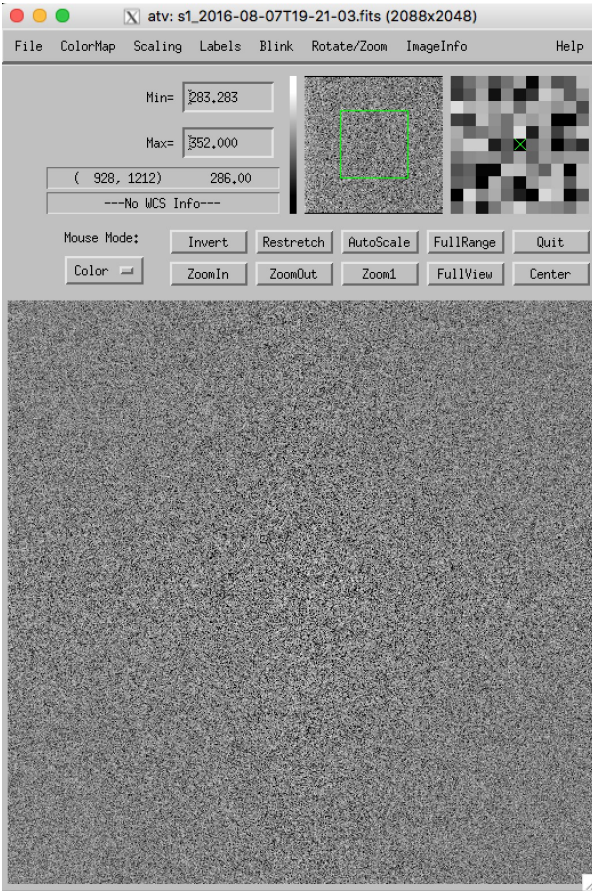 X atv: s1_2016-08-07T19-21-03.fits (2088x2048)
File ColorMap Scaling Labels Blink Rotate/Zoom ImageInfo Help
Min= 283.283
Max= 352.000
( 928, 1212) 286.00
---No WCS Info---
Mouse Mode: Invert Restretch AutoScale FullRange Quit
Color ZoomIn ZoomOut Zoom1 FullView Center